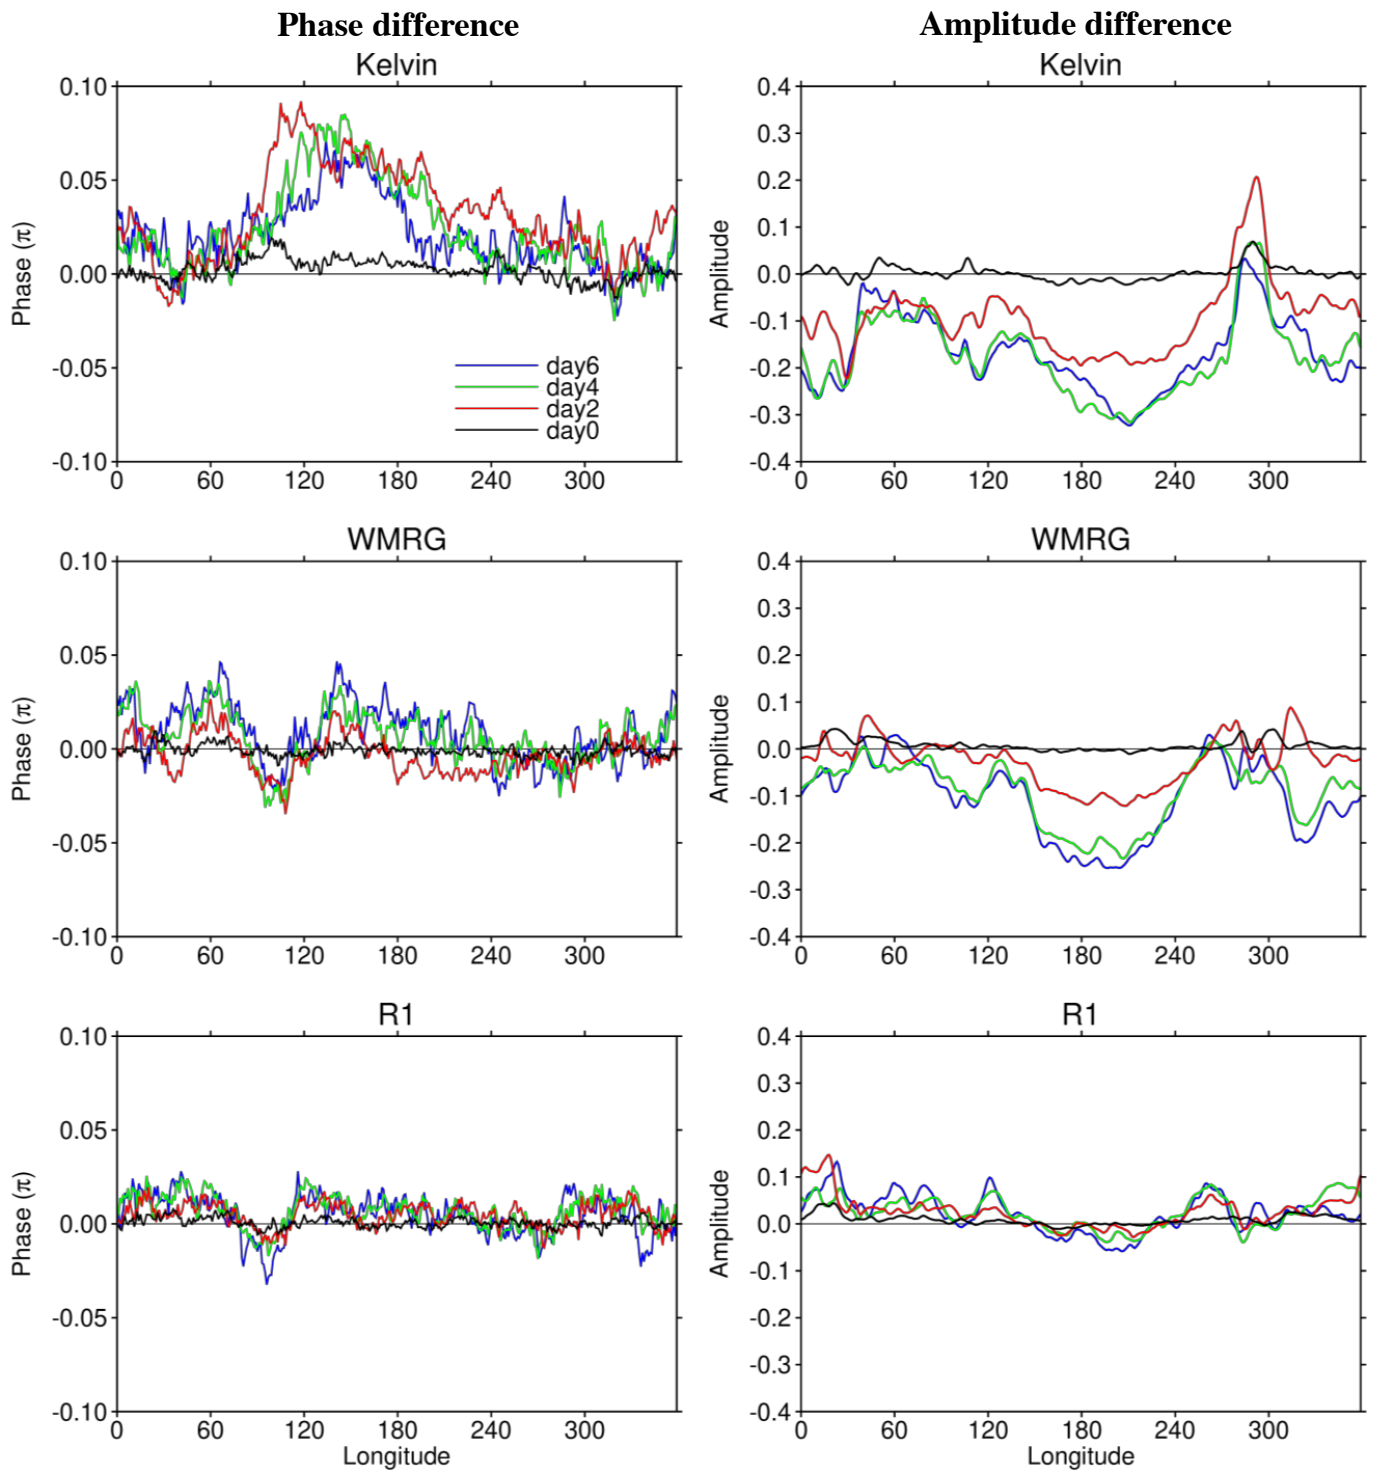 Phase difference
Amplitude difference
Kelvin
Kelvin
0.10
0.05
0.00
-0.05
-0.10
Phase (π)
0 60 120 180 240 300
day6
day4
day2
day0
0.4
0.3
0.2
0.1
0.0
-0.1
-0.2
-0.3
-0.4
Amplitude
0 60 120 180 240 300
WMRG
WMRG
0.10
0.05
0.00
-0.05
-0.10
Phase (π)
0 60 120 180 240 300
0.4
0.3
0.2
0.1
0.0
-0.1
-0.2
-0.3
-0.4
Amplitude
0 60 120 180 240 300
R1
R1
0.10
0.05
0.00
-0.05
-0.10
Phase (π)
0 60 120 180 240 300
Longitude
0.4
0.3
0.2
0.1
0.0
-0.1
-0.2
-0.3
-0.4
Amplitude
0 60 120 180 240 300
Longitude